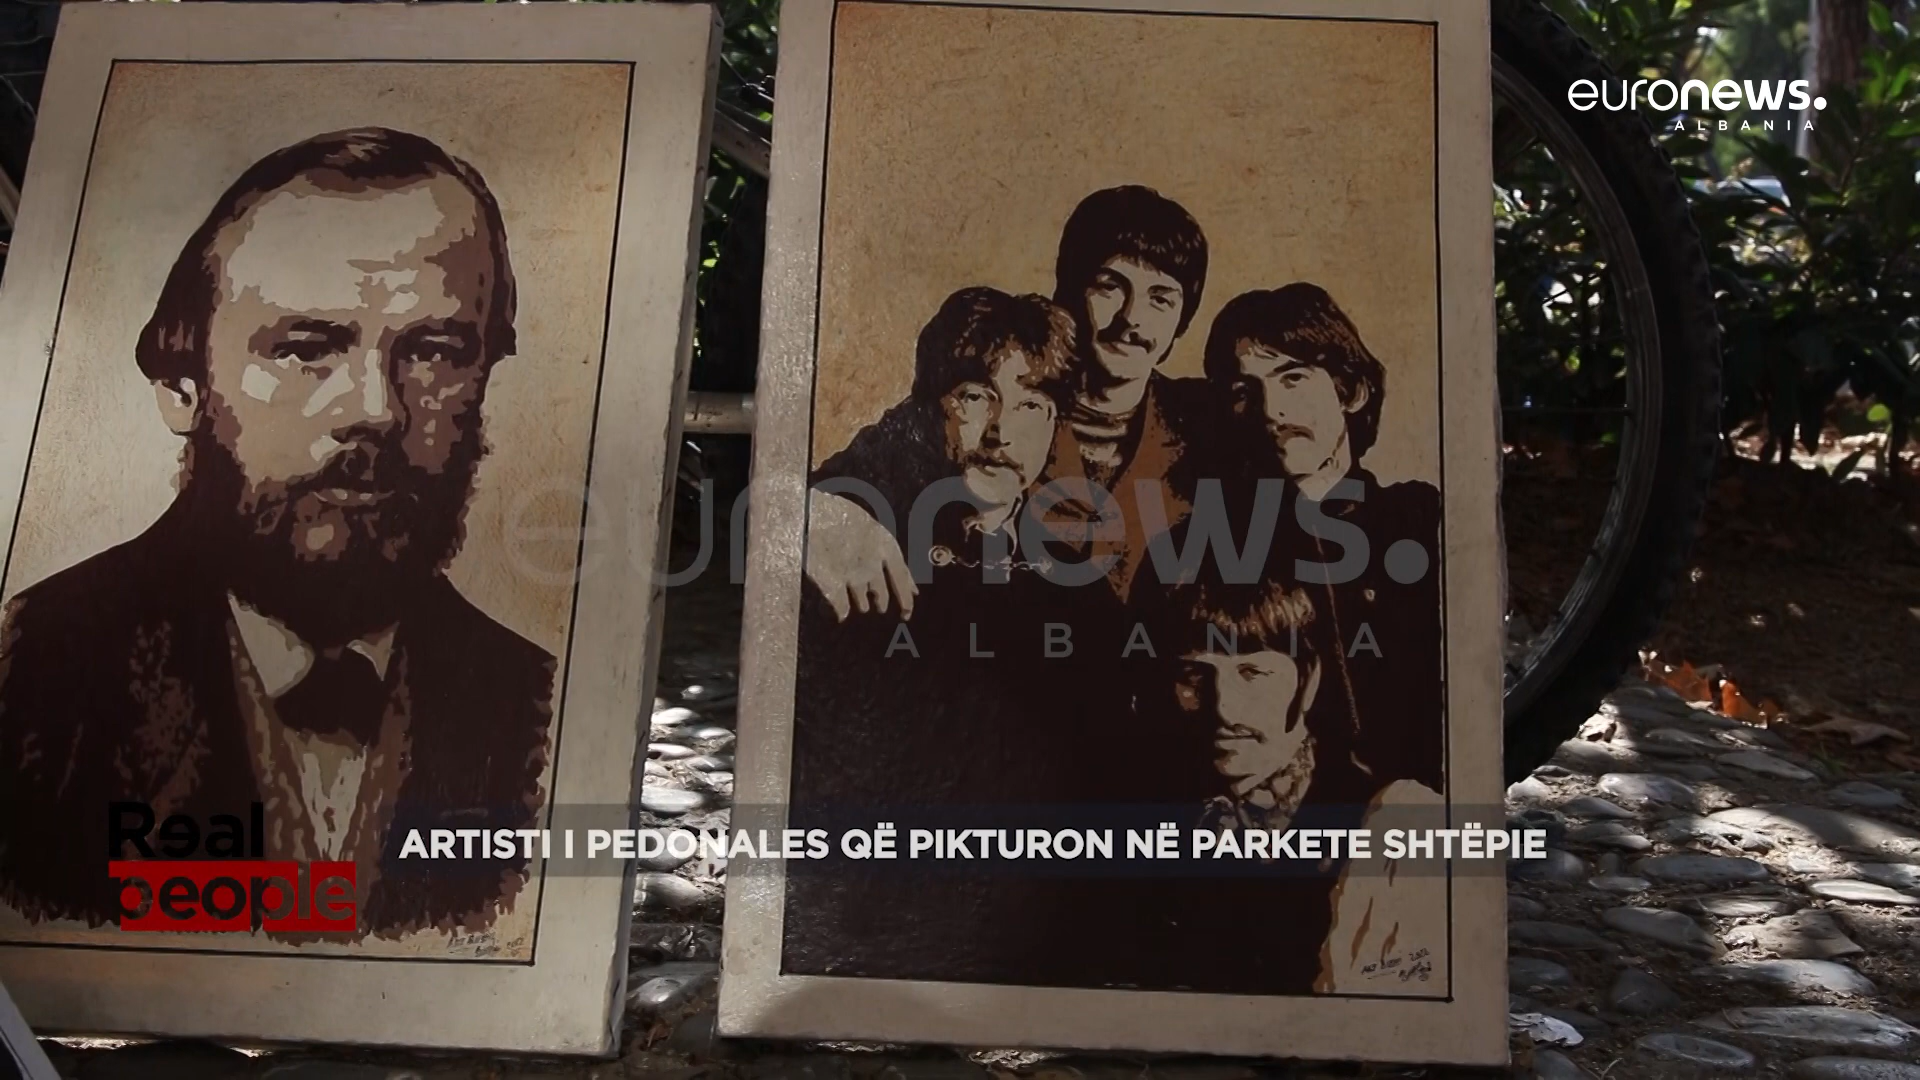 euronews.
ALBANIA
euronews.
ALBANIA
Real
people
ARTISTI I PEDONALES QË PIKTURON NË PARKETE SHTËPIE